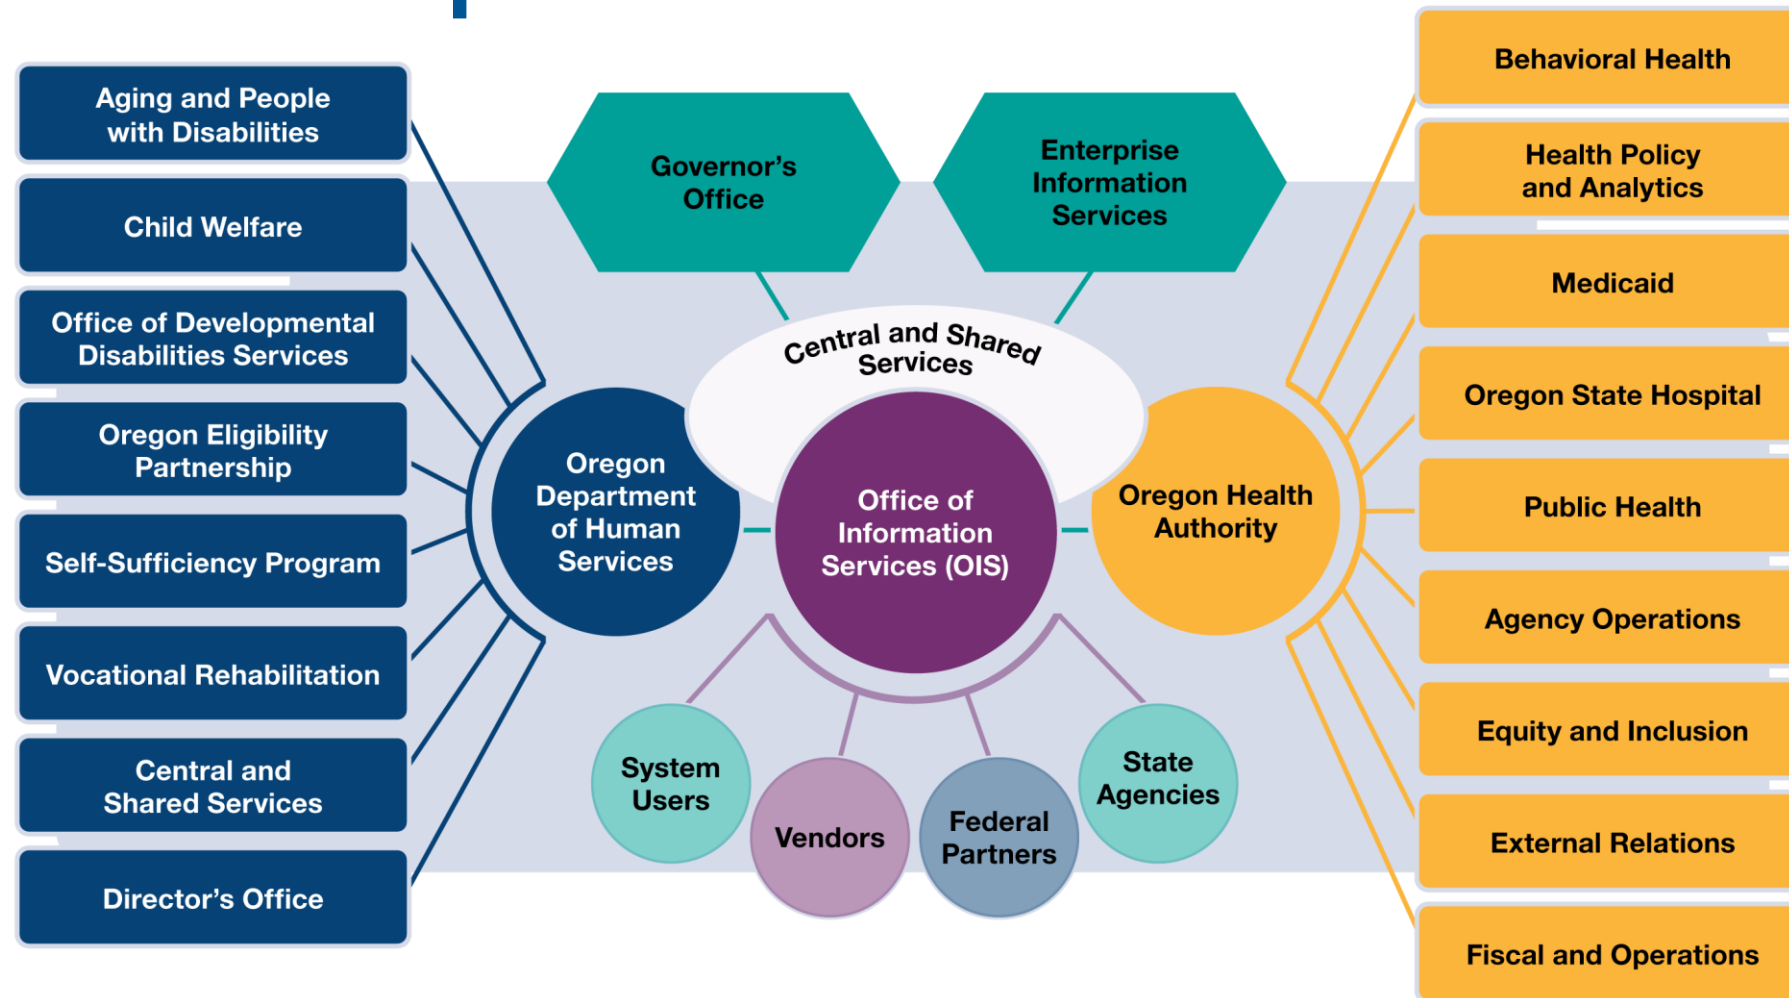 Aging and People
with Disabilities
Child Welfare
Office of Developmental
Disabilities Services
Oregon Eligibility
Partnership
Self-Sufficiency Program
Vocational Rehabilitation
Central and
Shared Services
Director’s Office
Governor’s
Office
Enterprise
Information
Services
Central and Shared
Services
Oregon
Department
of Human
Services
Office of
Information
Services (OIS)
Oregon Health
Authority
System
Users
Vendors
Federal
Partners
State
Agencies
Behavioral Health
Health Policy
and Analytics
Medicaid
Oregon State Hospital
Public Health
Agency Operations
Equity and Inclusion
External Relations
Fiscal and Operations